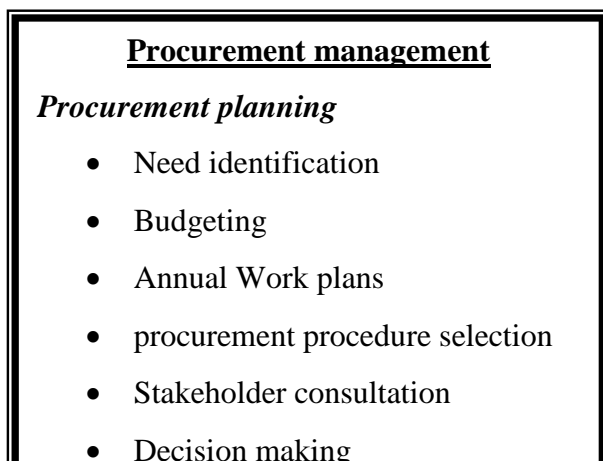 Procurement management
Procurement planning
• Need identification
• Budgeting
• Annual Work plans
• procurement procedure selection
• Stakeholder consultation
• Decision making